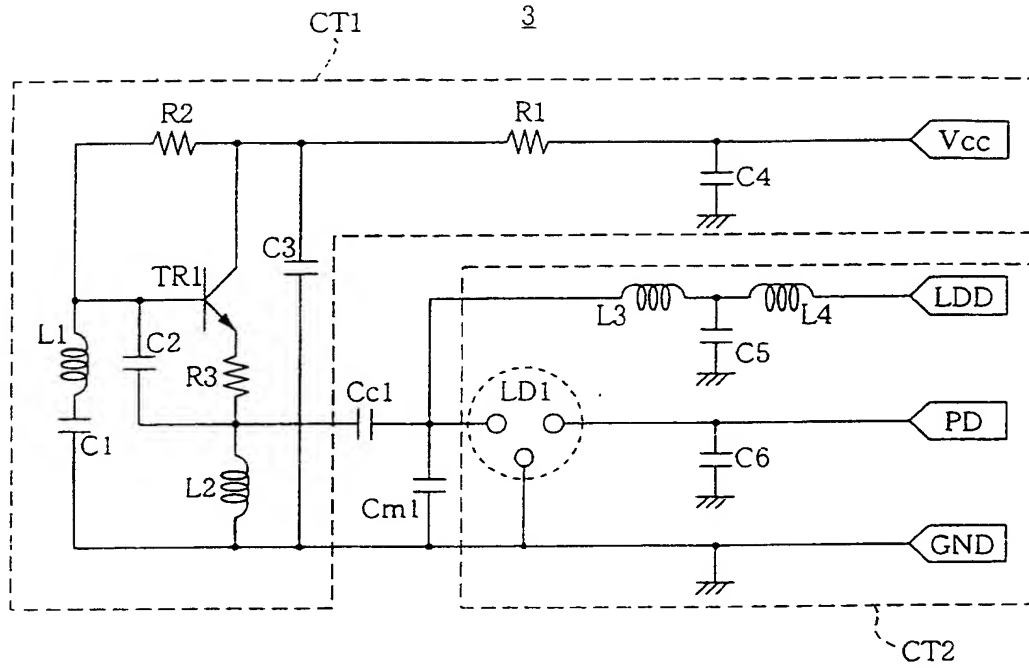 3
CT1
R2
R1
Vcc
C4
C3
TR1
LDD
L3
L4
L1
C2
C5
R3
LD1
Cc1
PD
C1
C6
L2
Cm1
GND
CT2